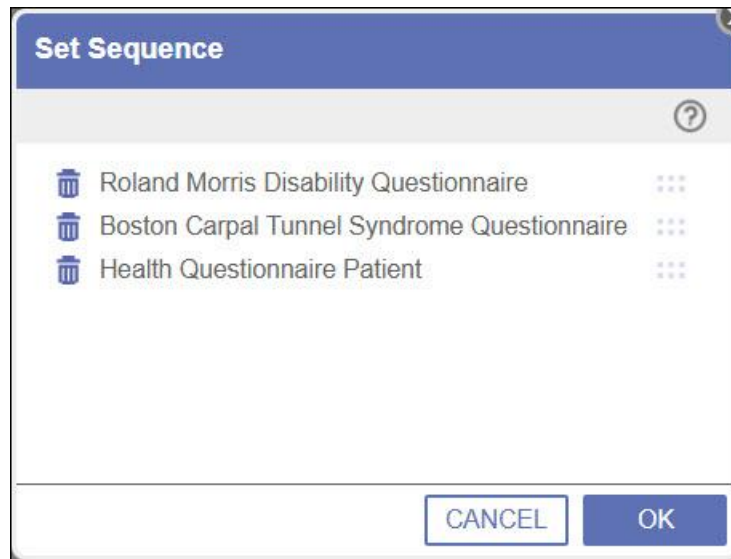 Set Sequence
?
Roland Morris Disability Questionnaire
Boston Carpal Tunnel Syndrome Questionnaire
Health Questionnaire Patient
CANCEL OK